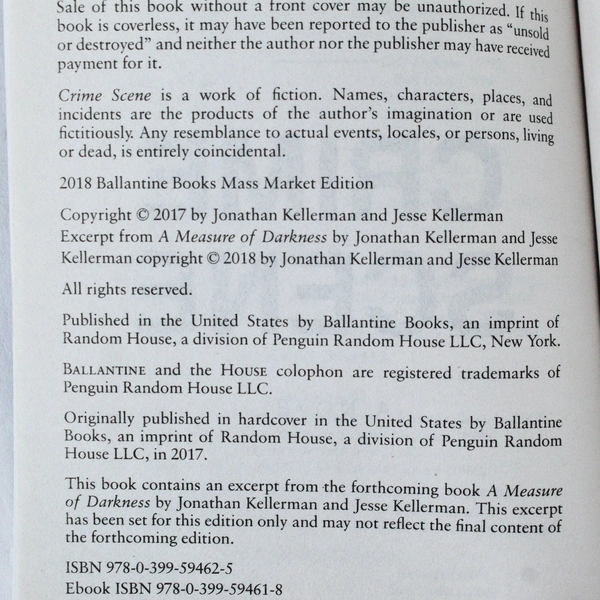 Sale of this book without a front cover may be unauthorized. If this
book is coverless, it may have been reported to the publisher as “unsold
or destroyed” and neither the author nor the publisher may have received
payment for it.
Crime Scene is a work of fiction. Names, characters, places, and
incidents are the products of the author’s imagination or are used
fictitiously. Any resemblance to actual events, locales, or persons, living
or dead, is entirely coincidental.
2018 Ballantine Books Mass Market Edition
Copyright © 2017 by Jonathan Kellerman and Jesse Kellerman
Excerpt from A Measure of Darkness by Jonathan Kellerman and Jesse
Kellerman copyright © 2018 by Jonathan Kellerman and Jesse Kellerman
All rights reserved.
Published in the United States by Ballantine Books, an imprint of
Random House, a division of Penguin Random House LLC, New York.
BALLANTINE and the HOUSE colophon are registered trademarks of
Penguin Random House LLC.
Originally published in hardcover in the United States by Ballantine
Books, an imprint of Random House, a division of Penguin Random
House LLC, in 2017.
This book contains an excerpt from the forthcoming book A Measure
of Darkness by Jonathan Kellerman and Jesse Kellerman. This excerpt
has been set for this edition only and may not reflect the final content of
the forthcoming edition.
ISBN 978-0-399-59462-5
Ebook ISBN 978-0-399-59461-8